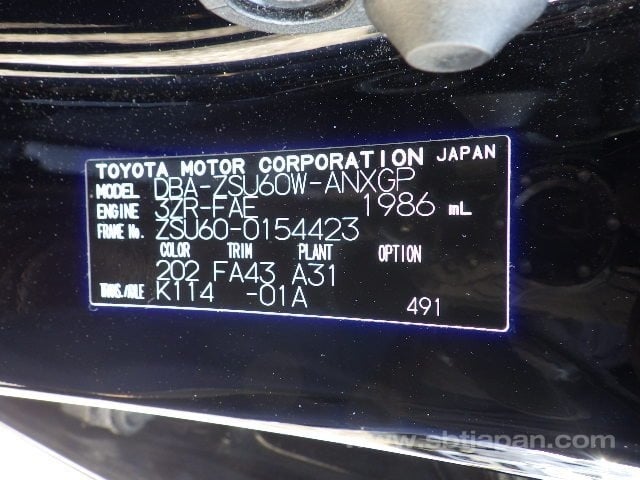 TOYOTA MOTOR CORPORATION JAPAN
MODEL DBA-ZSU60W-ANXGP
ENGINE 3ZR-FAE 1986 mL
FRAME No. ZSU60-0154423
COLOR TRIM PLANT OPTION
202 FA43 A31
TRANS./AXLE K114 -01A
491
www.sbtjapan.com